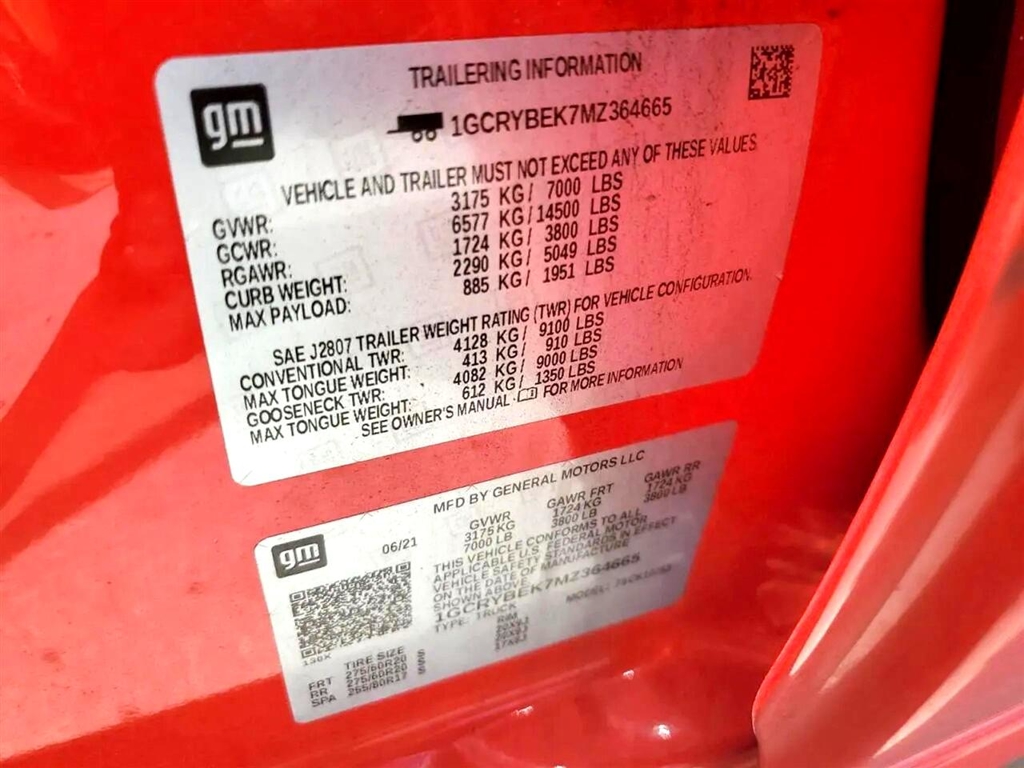 gm
TRAILERING INFORMATION
1GCRYBEK7MZ364665
VEHICLE AND TRAILER MUST NOT EXCEED ANY OF THESE VALUES
GVWR: 3175 KG/ 7000 LBS
GCWR: 6577 KG/ 14500 LBS
RGAWR: 1724 KG/ 3800 LBS
CURB WEIGHT: 2290 KG/ 5049 LBS
MAX PAYLOAD: 885 KG/ 1951 LBS
SAE J2807 TRAILER WEIGHT RATING (TWR) FOR VEHICLE CONFIGURATION.
CONVENTIONAL TWR: 4128 KG/ 9100 LBS
MAX TONGUE WEIGHT: 413 KG/ 910 LBS
GOOSENECK TWR: 4082 KG/ 9000 LBS
MAX TONGUE WEIGHT: 612 KG/ 1350 LBS
SEE OWNER'S MANUAL FOR MORE INFORMATION
gm
06/21
MFD BY GENERAL MOTORS LLC
GVWR GAWR FRT GAWR RR
3175 KG 1724 KG 1724 KG
7000 LB 3800 LB 3800 LB
THIS VEHICLE CONFORMS TO ALL
APPLICABLE U.S. FEDERAL MOTOR
VEHICLE SAFETY STANDARDS IN EFFECT
ON THE DATE OF MANUFACTURE
SHOWN ABOVE.
1GCRYBEK7MZ364665
TYPE: TRUCK MODEL:
TIRE SIZE RIM
FRT 275/60R20
RR 275/60R20
SPA 265/80R17